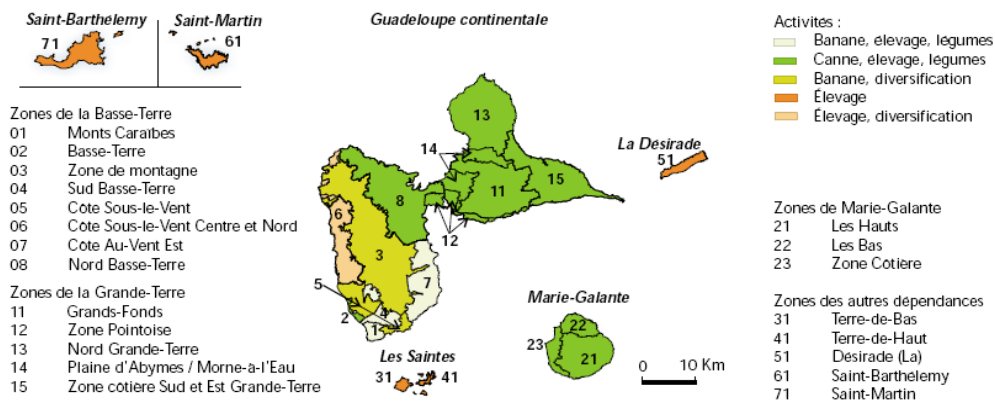 Saint-Barthélemy
Saint-Martin
Guadeloupe continentale
71
61
Activités :
Banane, élevage, légumes
Canne, élevage, légumes
Banane, diversification
Élevage
Élevage, diversification
Zones de la Basse-Terre
01 Monts Caraïbes
02 Basse-Terre
03 Zone de montagne
04 Sud Basse-Terre
05 Côte Sous-le-Vent
06 Côte Sous-le-Vent Centre et Nord
07 Côte Au-Vent Est
08 Nord Basse-Terre
Zones de la Grande-Terre
11 Grands-Fonds
12 Zone Pointoise
13 Nord Grande-Terre
14 Plaine d'Abymes / Morne-à-l'Eau
15 Zone côtière Sud et Est Grande-Terre
13
14
15
11
8
12
6
3
7
5
2
4
1
La Désirade
51
Marie-Galante
22
23
21
Les Saintes
31
41
0 10 Km
Zones de Marie-Galante
21 Les Hauts
22 Les Bas
23 Zone Côtière
Zones des autres dépendances
31 Terre-de-Bas
41 Terre-de-Haut
51 Désirade (La)
61 Saint-Barthélemy
71 Saint-Martin